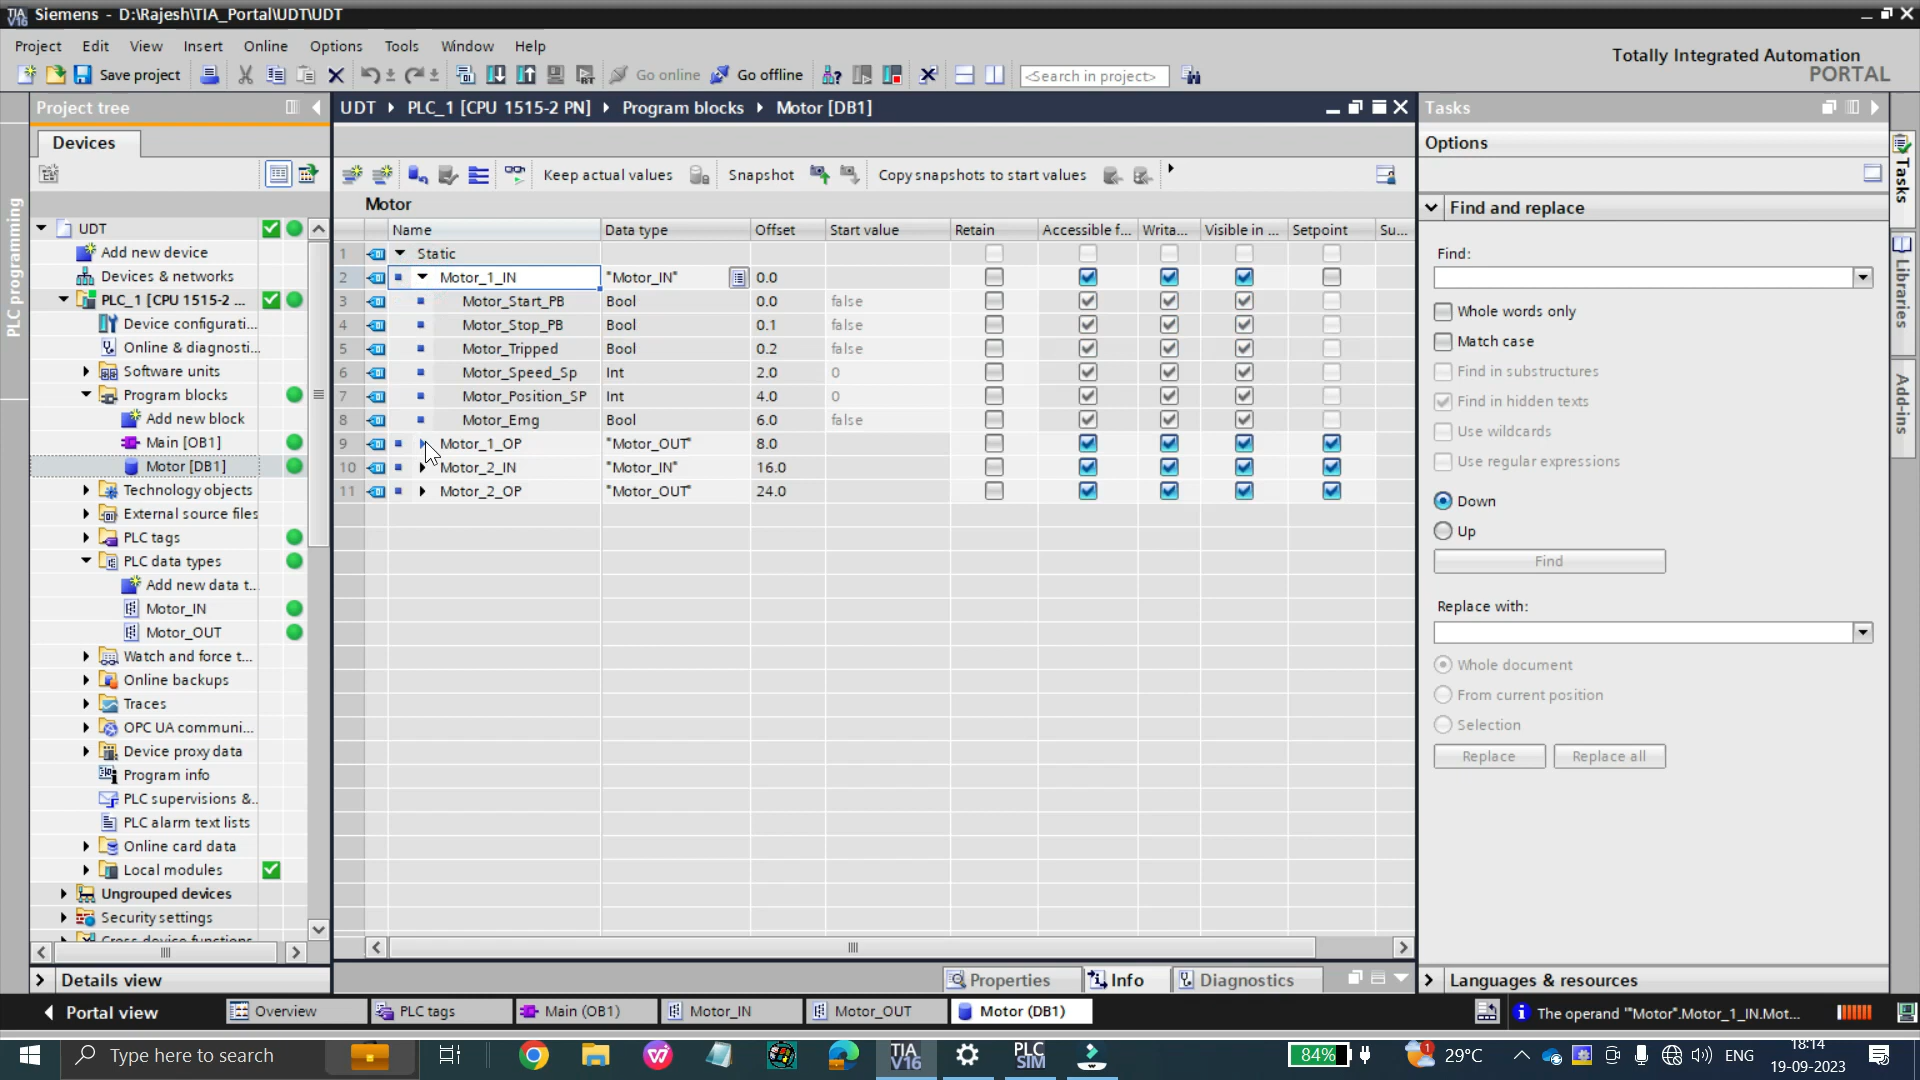 Siemens - D:\Rajesh\TIA_Portal\UDT\UDT
Project Edit View Insert Online Options Tools Window Help
Totally Integrated Automation
PORTAL
Save project
Go online
Go offline
<Search in project>
Project tree
UDT PLC_1 [CPU 1515-2 PN] Program blocks Motor [DB1]
Tasks
Devices
Options
Keep actual values Snapshot Copy snapshots to start values
Motor
Find and replace
Name Data type Offset Start value Retain Accessible f... Writa... Visible in ... Setpoint Su...
1 Static
2 Motor_1_IN "Motor_IN" 0.0
3 Motor_Start_PB Bool 0.0 false
4 Motor_Stop_PB Bool 0.1 false
5 Motor_Tripped Bool 0.2 false
6 Motor_Speed_Sp Int 2.0 0
7 Motor_Position_SP Int 4.0 0
8 Motor_Emg Bool 6.0 false
9 Motor_1_OP "Motor_OUT" 8.0
10 Motor_2_IN "Motor_IN" 16.0
11 Motor_2_OP "Motor_OUT" 24.0
PLC programming
UDT
Add new device
Devices & networks
PLC_1 [CPU 1515-2 ...
Device configurati...
Online & diagnosti...
Software units
Program blocks
Add new block
Main [OB1]
Motor [DB1]
Technology objects
External source files
PLC tags
PLC data types
Add new data t...
Motor_IN
Motor_OUT
Watch and force t...
Online backups
Traces
OPC UA communi...
Device proxy data
Program info
PLC supervisions &...
PLC alarm text lists
Online card data
Local modules
Ungrouped devices
Security settings
Cross-device functions
Details view
Find:
Whole words only
Match case
Find in substructures
Find in hidden texts
Use wildcards
Use regular expressions
Down
Up
Find
Replace with:
Whole document
From current position
Selection
Replace
Replace all
Languages & resources
Tasks
Libraries
Add-ins
Properties
Info
Diagnostics
Portal view
Overview
PLC tags
Main (OB1)
Motor_IN
Motor_OUT
Motor (DB1)
The operand '"Motor".Motor_1_IN.Mot...
Type here to search
TIA
V16
PLC
SIM
84%
1
29°C
ENG
18:14
19-09-2023